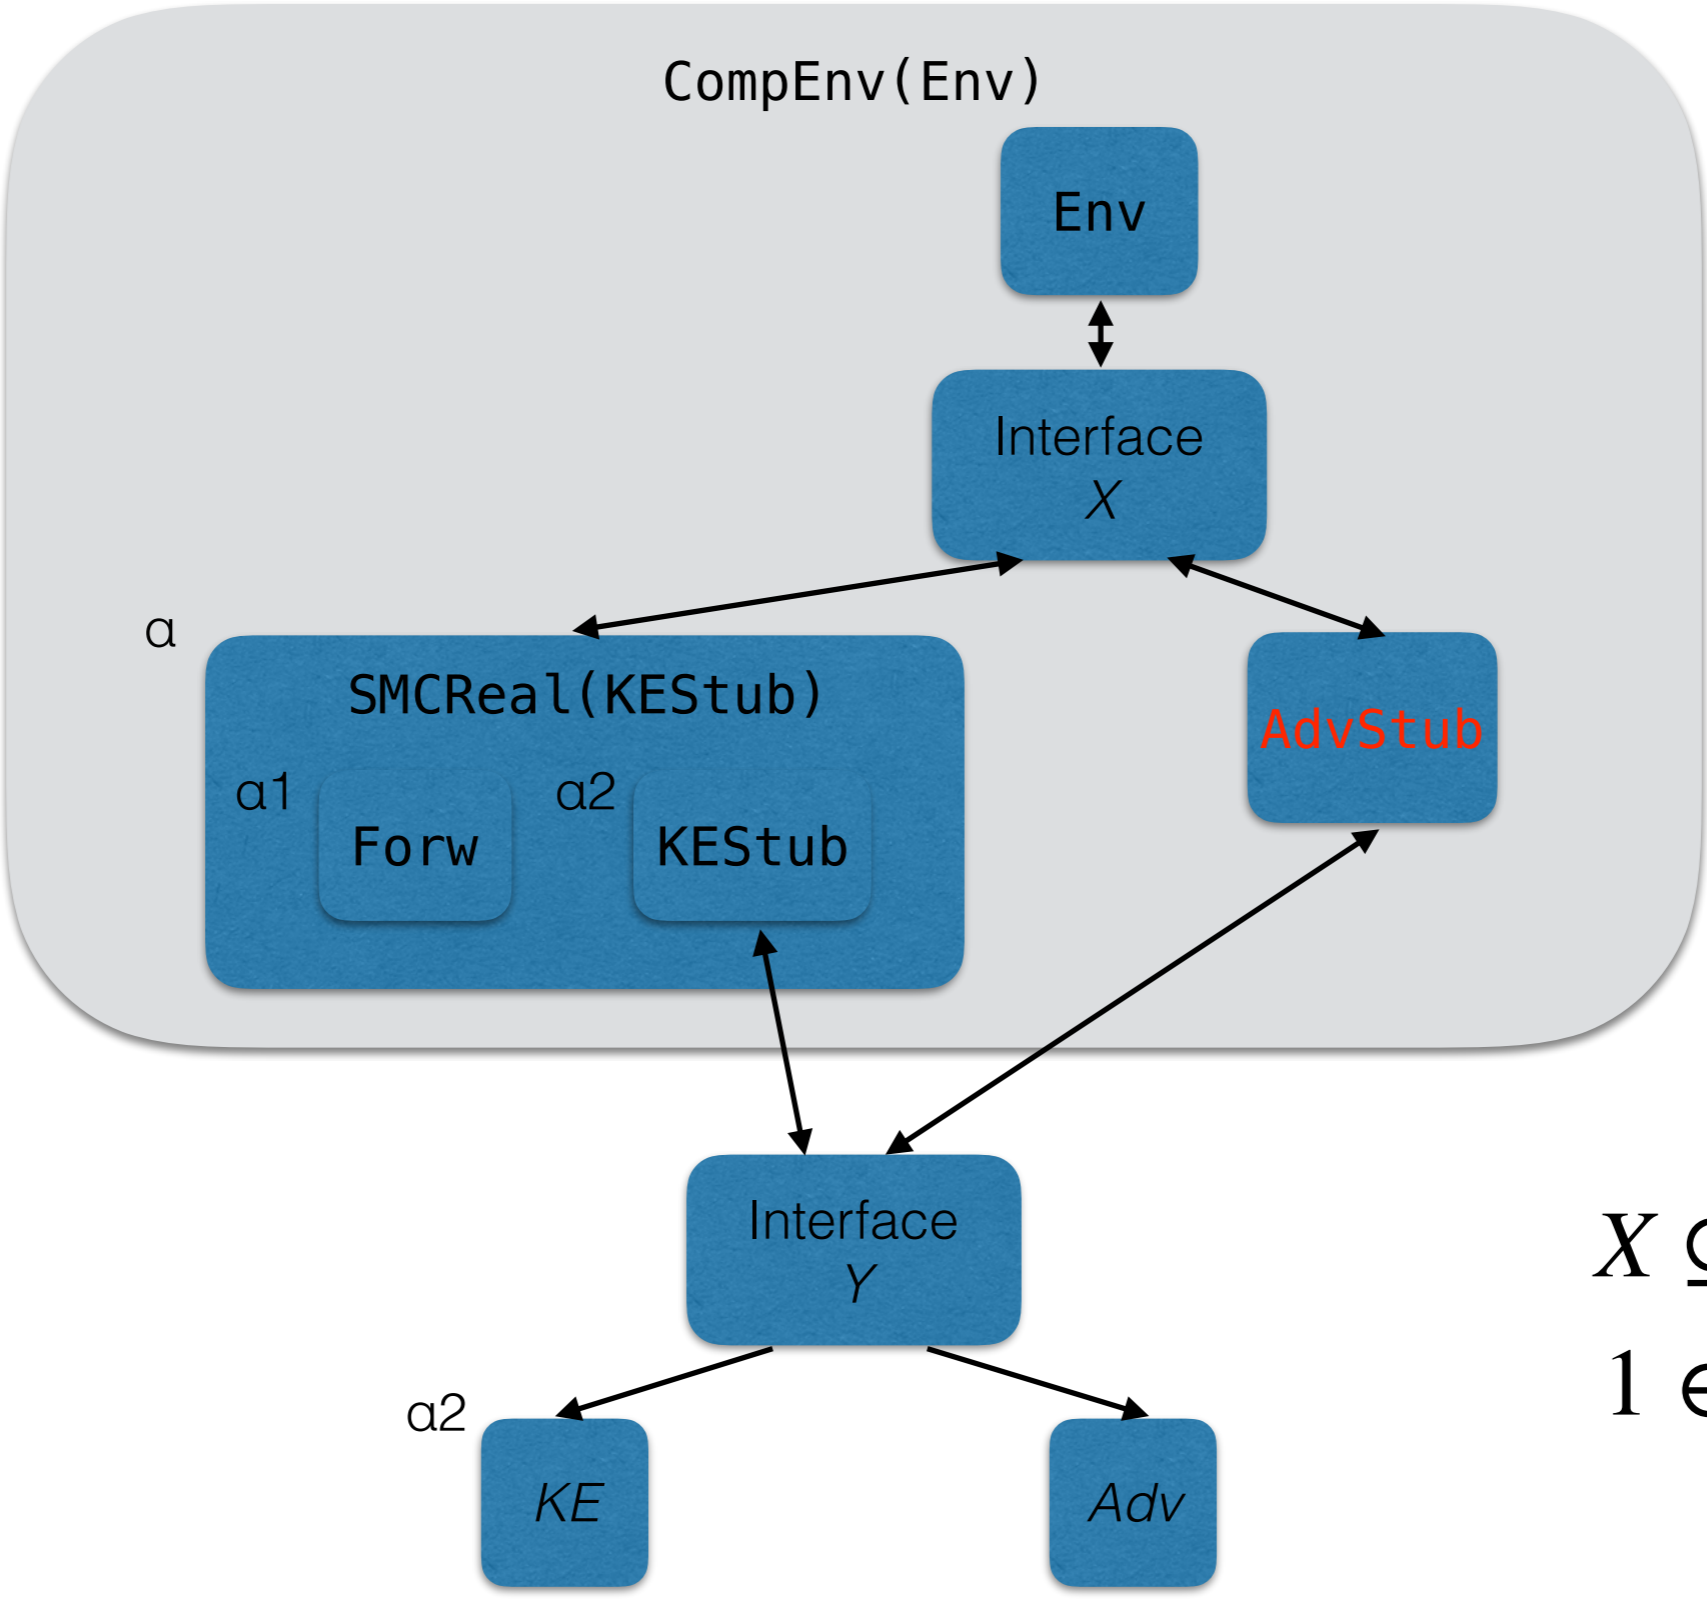 CompEnv(Env)
Env
Interface
X
α
SMCReal(KEStub)
AdvStub
α1
Forw
α2
KEStub
Interface
Y
X
1
α2
KE
Adv